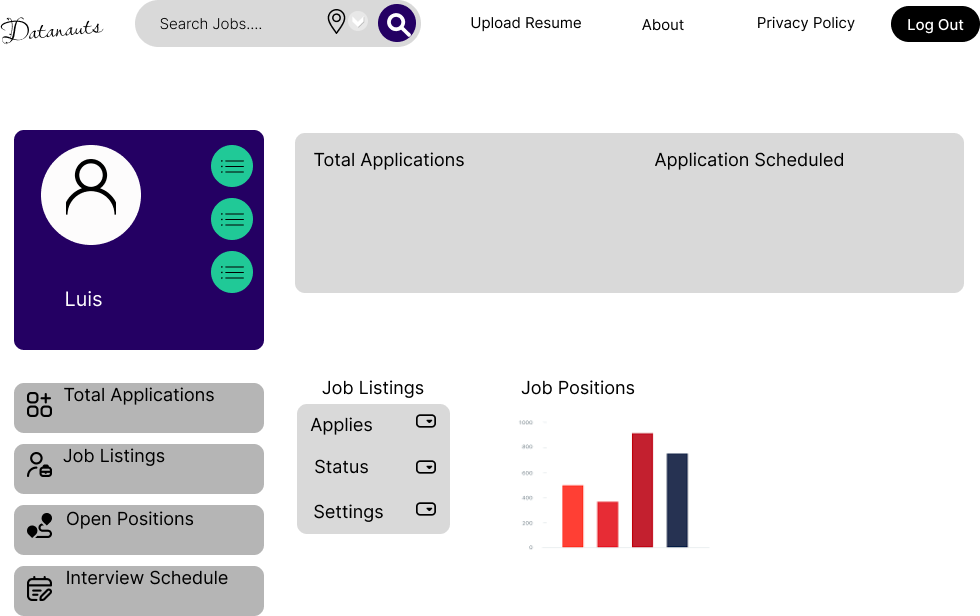 Datanauts
Search Jobs....
Upload Resume
About
Privacy Policy
Log Out
Luis
Total Applications
Application Scheduled
Total Applications
Job Listings
Open Positions
Interview Schedule
Job Listings
Applies
Status
Settings
Job Positions
1000
800
600
400
200
0